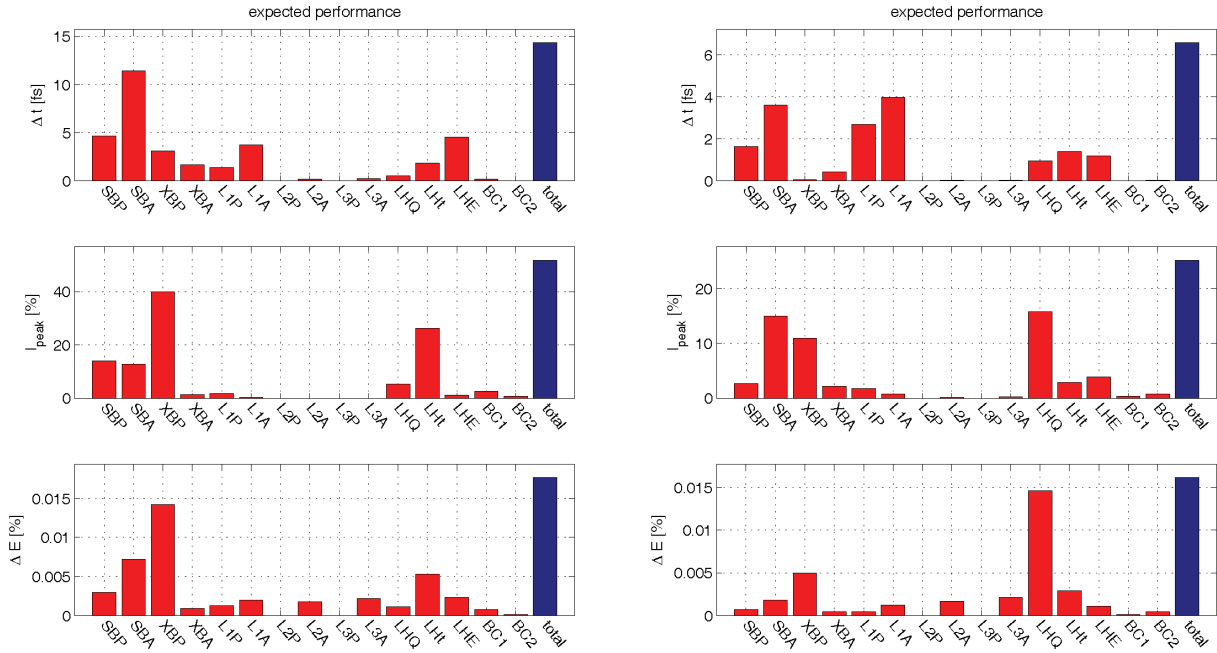 expected performance
15
10
5
0
Δ t [fs]
SBP SBA XBP XBA L1P L1A L2P L2A L3P L3A LHQ LHt LHE BC1 BC2 total
40
20
0
I_peak [%]
SBP SBA XBP XBA L1P L1A L2P L2A L3P L3A LHQ LHt LHE BC1 BC2 total
0.015
0.01
0.005
0
Δ E [%]
SBP SBA XBP XBA L1P L1A L2P L2A L3P L3A LHQ LHt LHE BC1 BC2 total
expected performance
6
4
2
0
Δ t [fs]
SBP SBA XBP XBA L1P L1A L2P L2A L3P L3A LHQ LHt LHE BC1 BC2 total
20
10
0
I_peak [%]
SBP SBA XBP XBA L1P L1A L2P L2A L3P L3A LHQ LHt LHE BC1 BC2 total
0.015
0.01
0.005
0
Δ E [%]
SBP SBA XBP XBA L1P L1A L2P L2A L3P L3A LHQ LHt LHE BC1 BC2 total